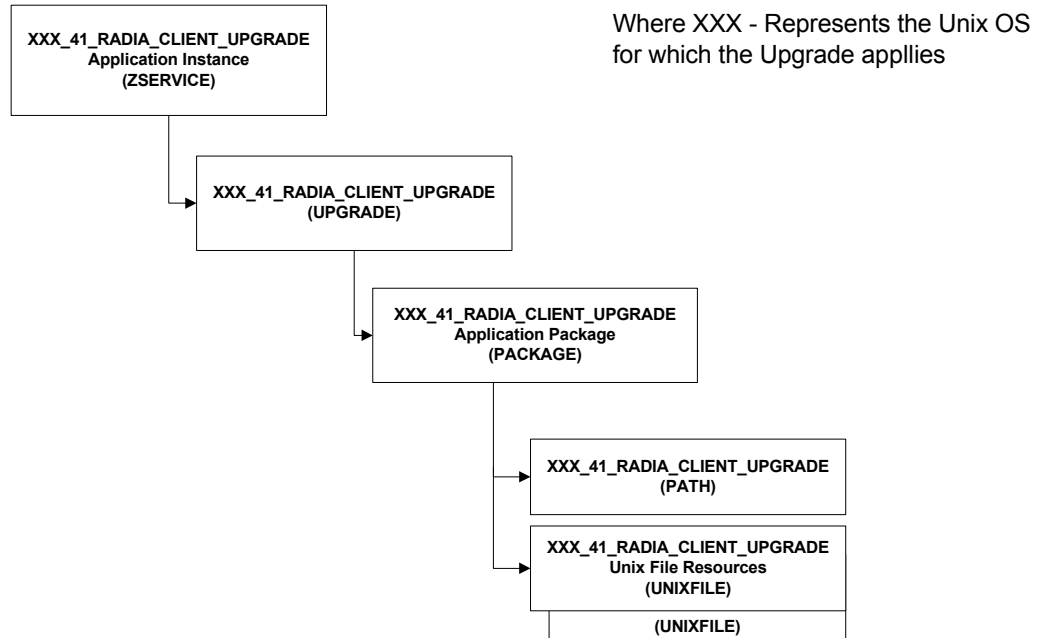 XXX_41_RADIA_CLIENT_UPGRADE
Application Instance
(ZSERVICE)
Where XXX - Represents the Unix OS
for which the Upgrade appllies
XXX_41_RADIA_CLIENT_UPGRADE
(UPGRADE)
XXX_41_RADIA_CLIENT_UPGRADE
Application Package
(PACKAGE)
XXX_41_RADIA_CLIENT_UPGRADE
(PATH)
XXX_41_RADIA_CLIENT_UPGRADE
Unix File Resources
(UNIXFILE)
(UNIXFILE)